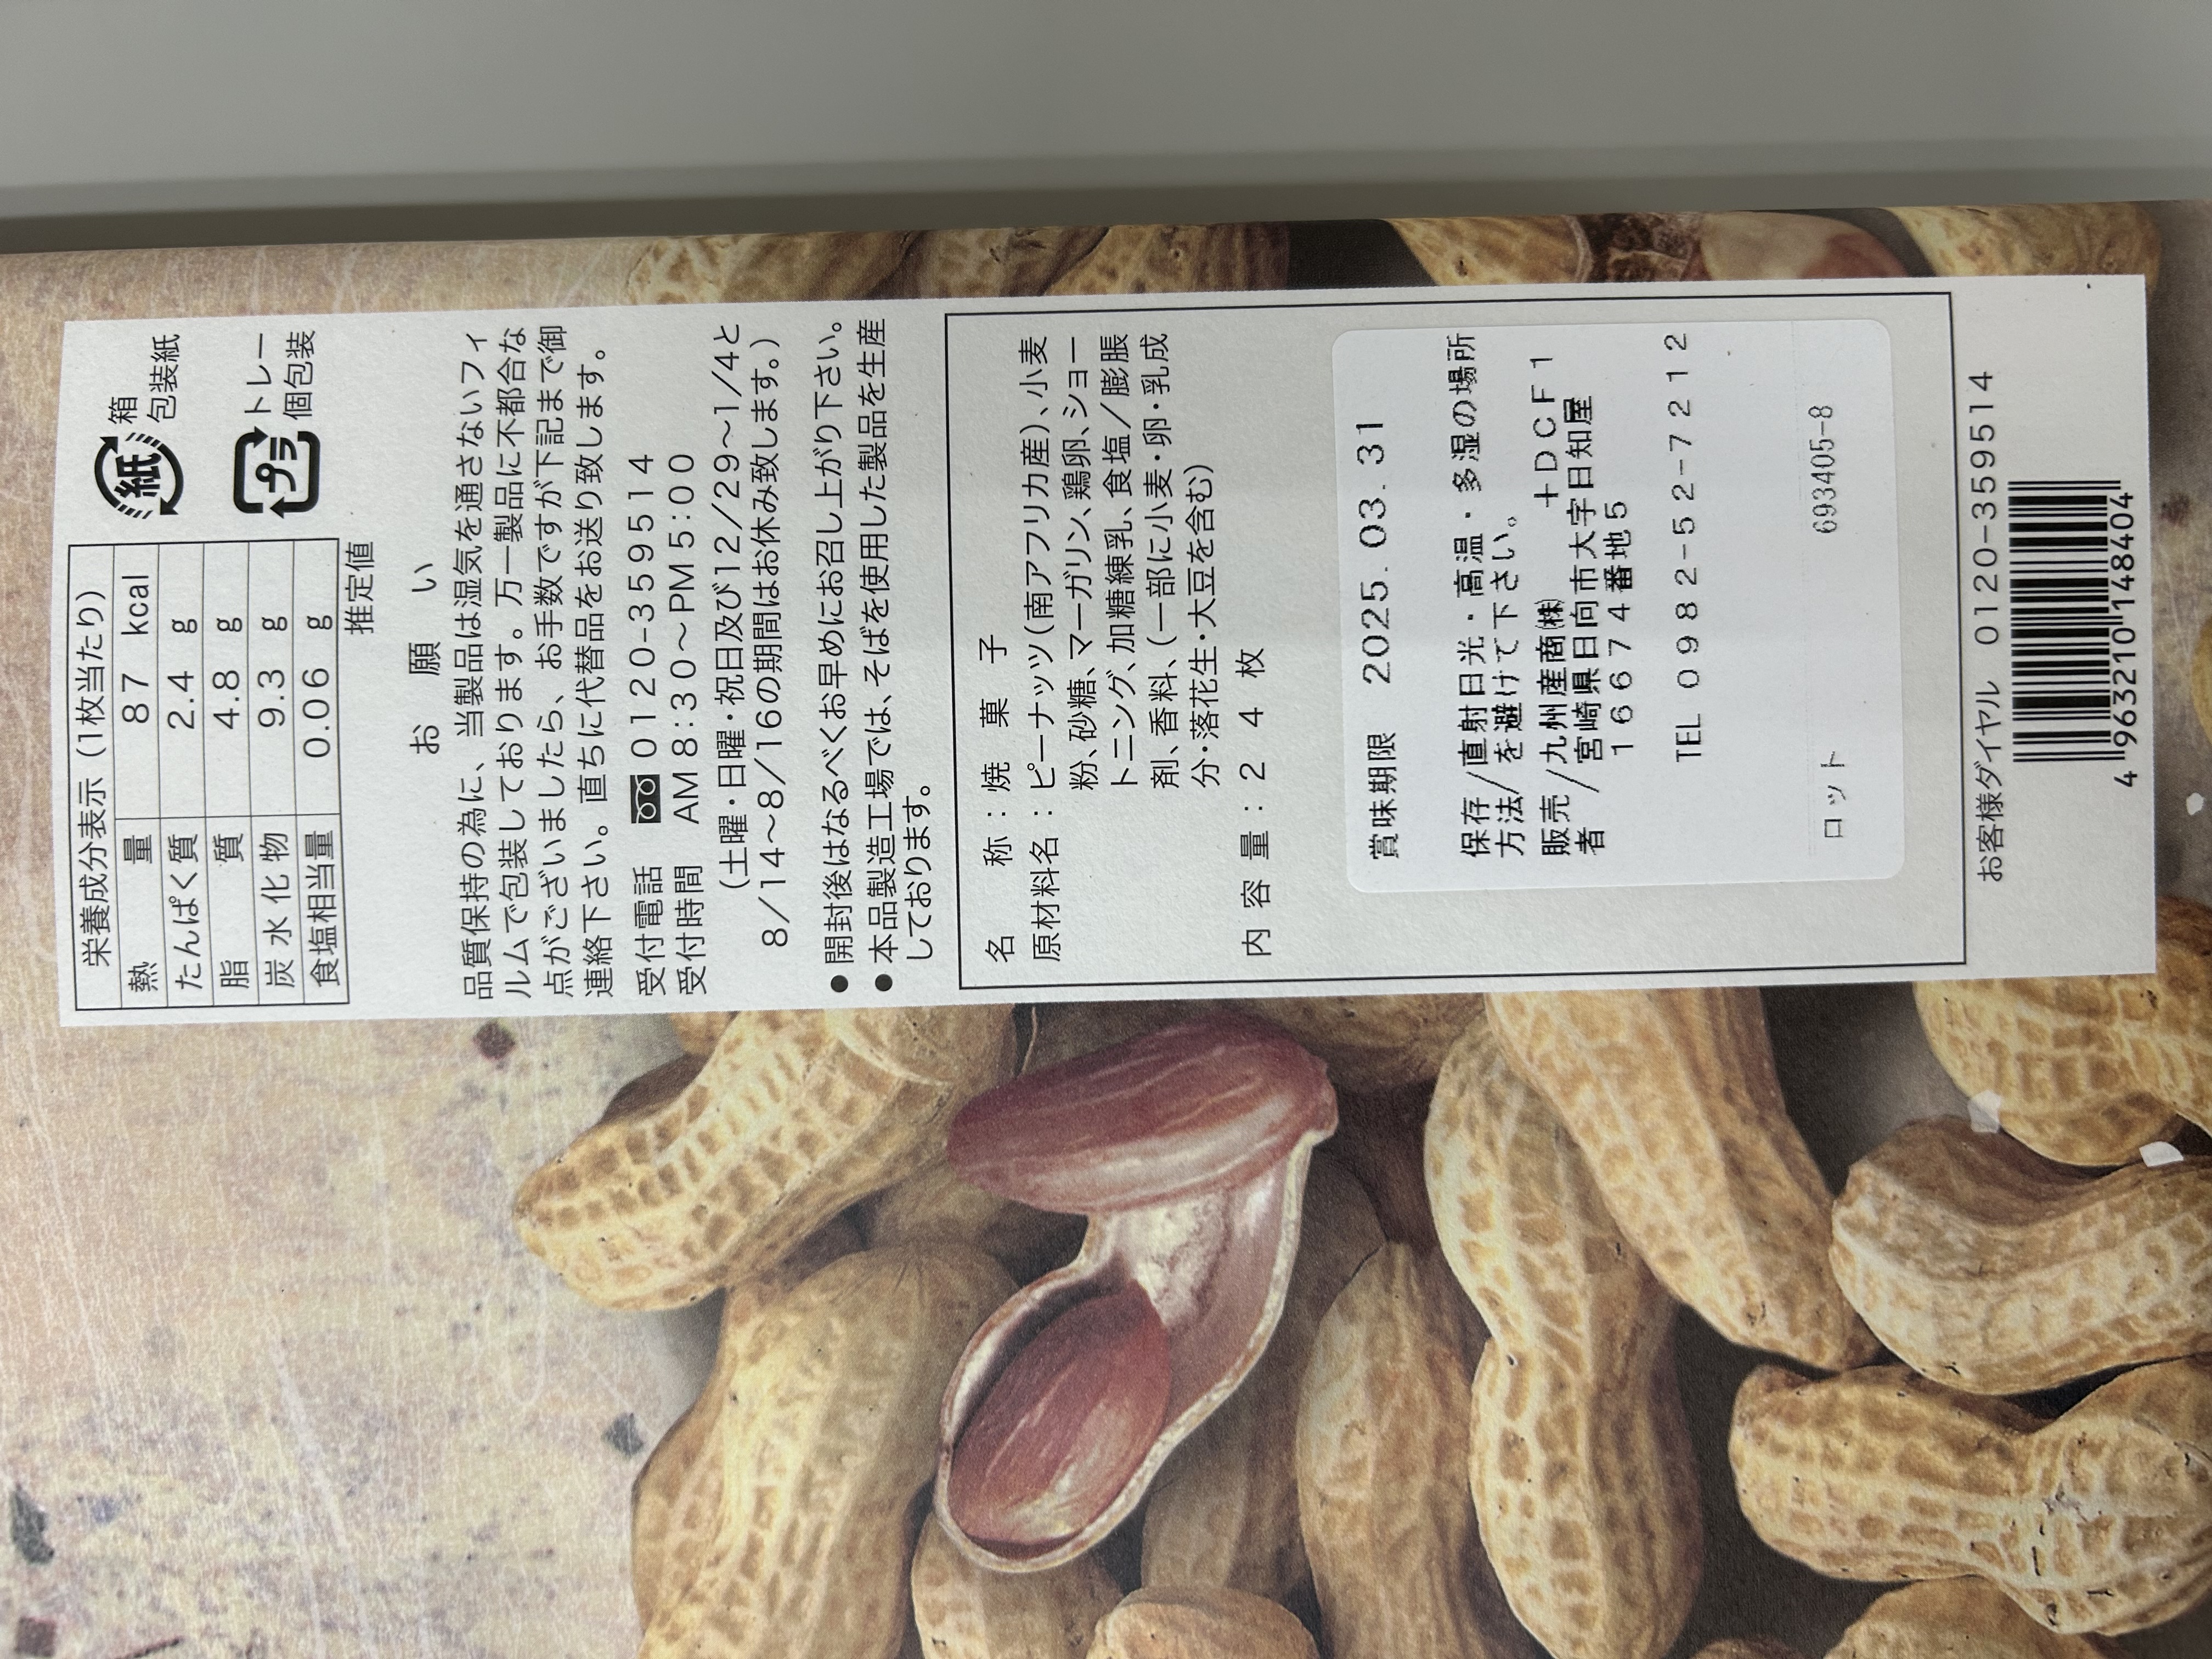 栄養成分表示（1枚当たり）
熱量 87 kcal
たんぱく質 2.4 g
脂質 4.8 g
炭水化物 9.3 g
食塩相当量 0.06 g
推定値
紙 箱
包装紙
プラ トレー
個包装
お願い
品質保持の為に、当製品は湿気を通さないフィ
ルムで包装しております。万一製品に不都合な
点がございましたら、お手数ですが下記まで御
連絡下さい。直ちに代替品をお送り致します。
受付電話 0120-359514
受付時間 AM8:30～PM5:00
（土曜・日曜・祝日及び12/29～1/4と
8/14～8/16の期間はお休み致します。）
●開封後はなるべくお早めにお召し上がり下さい。
●本品製造工場では、そばを使用した製品を生産
しております。
名称：焼菓子
原材料名：ピーナッツ（南アフリカ産）、小麦
粉、砂糖、マーガリン、鶏卵、ショー
トニング、加糖練乳、食塩／膨脹
剤、香料、（一部に小麦・卵・乳成
分・落花生・大豆を含む）
内容量：24枚
賞味期限 2025.03.31
保存/直射日光・高温・多湿の場所
方法/を避けて下さい。
+DCF1
販売/九州産商㈱
者/宮崎県日向市大字日知屋
16674番地5
TEL 0982-52-7212
ロット 693405-8
お客様ダイヤル 0120-359514
4 963210 148404